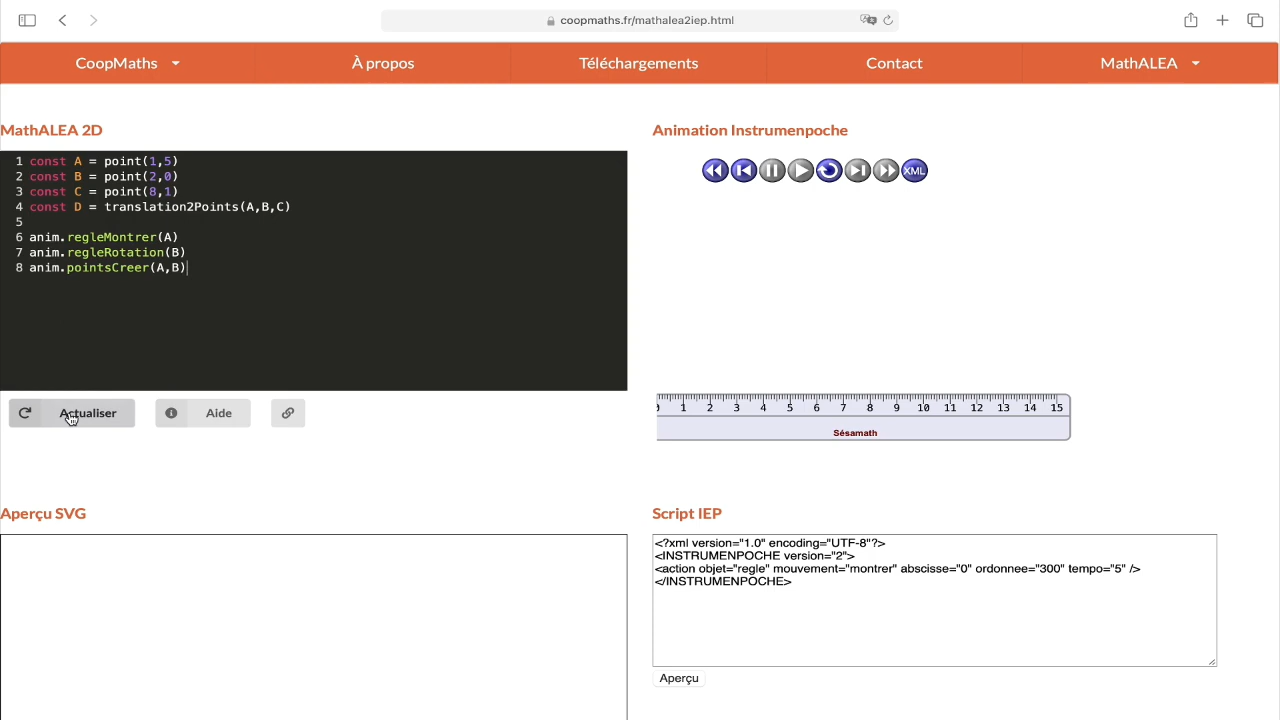 coopmaths.fr/mathalea2iep.html
CoopMaths À propos Téléchargements Contact MathALEA
MathALEA 2D
1 const A = point(1,5)
2 const B = point(2,0)
3 const C = point(8,1)
4 const D = translation2Points(A,B,C)
5
6 anim.regleMontrer(A)
7 anim.regleRotation(B)
8 anim.pointsCreer(A,B)
Actualiser Aide
Animation Instrumenpoche
XML
0 1 2 3 4 5 6 7 8 9 10 11 12 13 14 15
Sésamath
Aperçu SVG
Script IEP
<?xml version="1.0" encoding="UTF-8"?>
<INSTRUMENPOCHE version="2">
<action objet="regle" mouvement="montrer" abscisse="0" ordonnee="300" tempo="5" />
</INSTRUMENPOCHE>
Aperçu